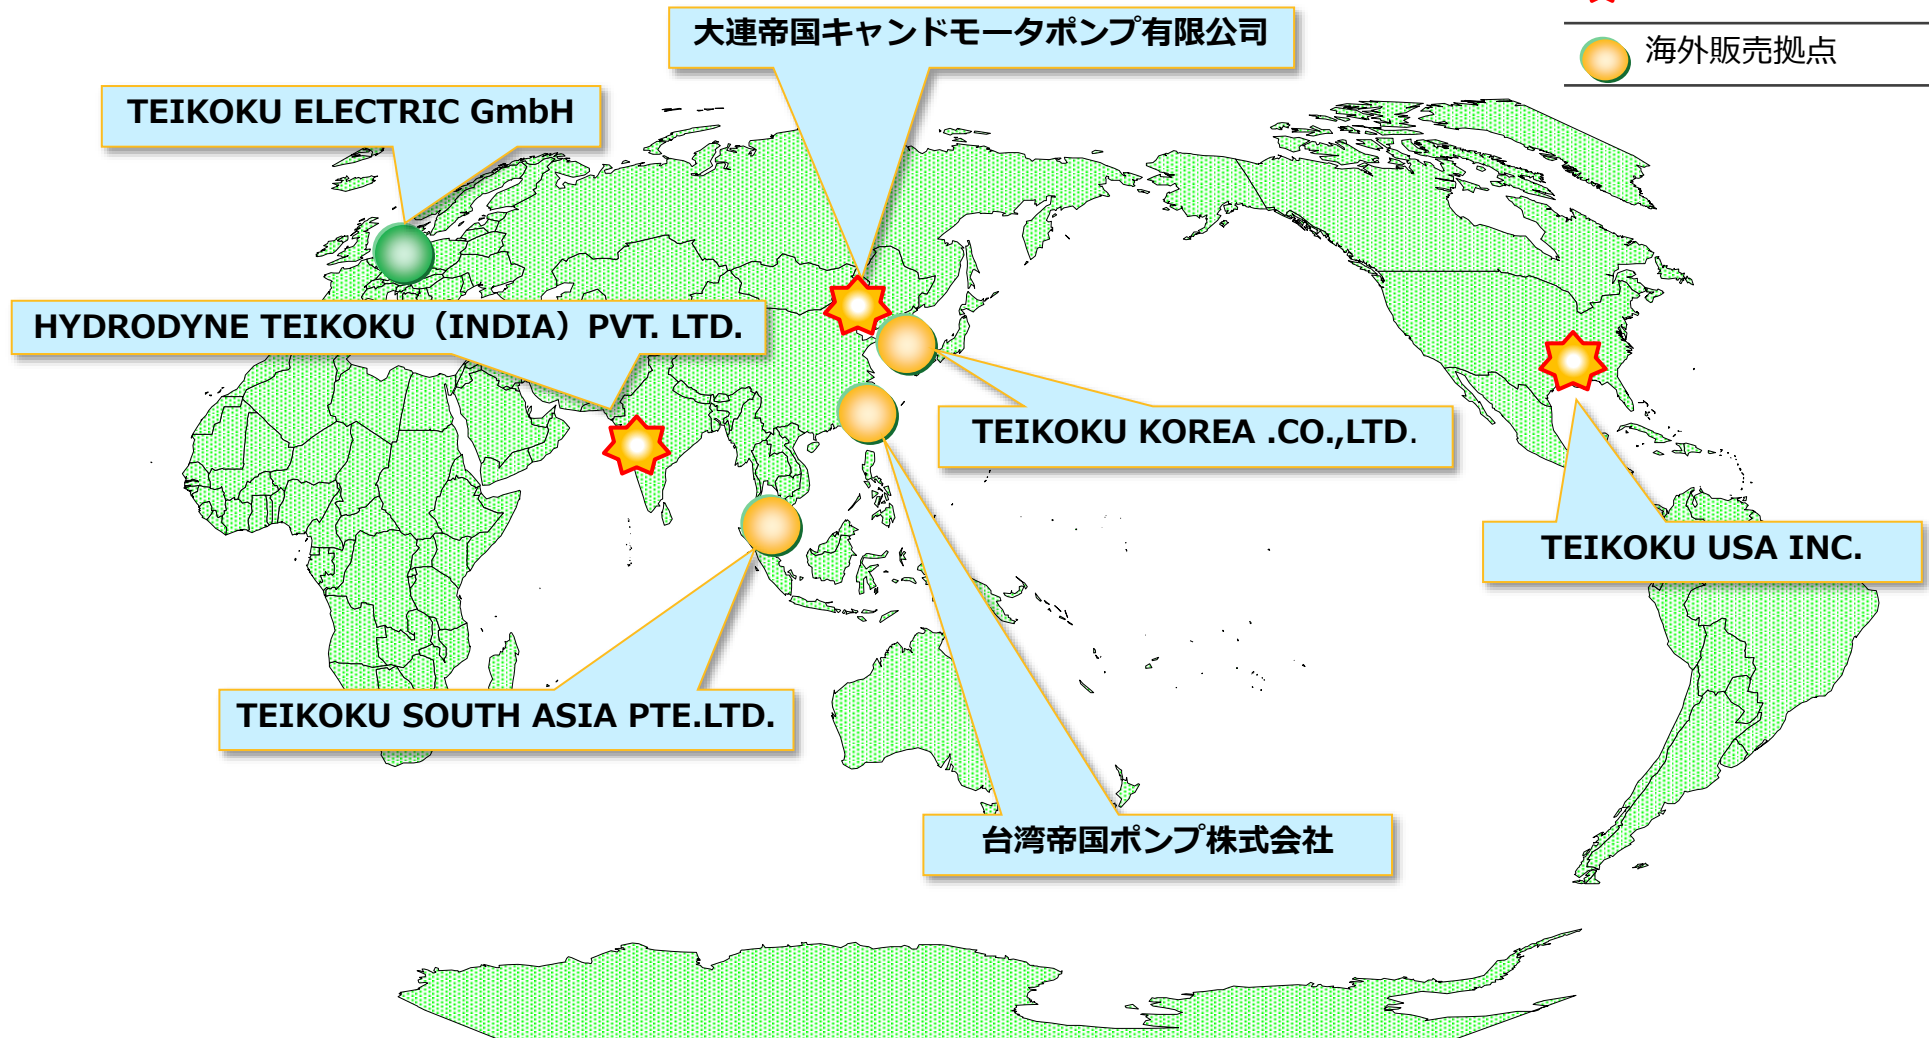 大連帝国キャンドモータポンプ有限公司
海外販売拠点
TEIKOKU ELECTRIC GmbH
HYDRODYNE TEIKOKU（INDIA）PVT. LTD.
TEIKOKU KOREA .CO.,LTD.
TEIKOKU USA INC.
TEIKOKU SOUTH ASIA PTE.LTD.
台湾帝国ポンプ株式会社